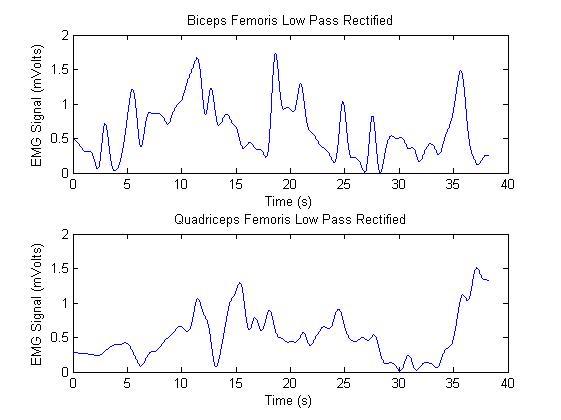 Biceps Femoris Low Pass Rectified
2
1.5
1
0.5
0
EMG Signal (mVolts)
0 5 10 15 20 25 30 35 40
Time (s)
Quadriceps Femoris Low Pass Rectified
2
1.5
1
0.5
0
EMG Signal (mVolts)
0 5 10 15 20 25 30 35 40
Time (s)